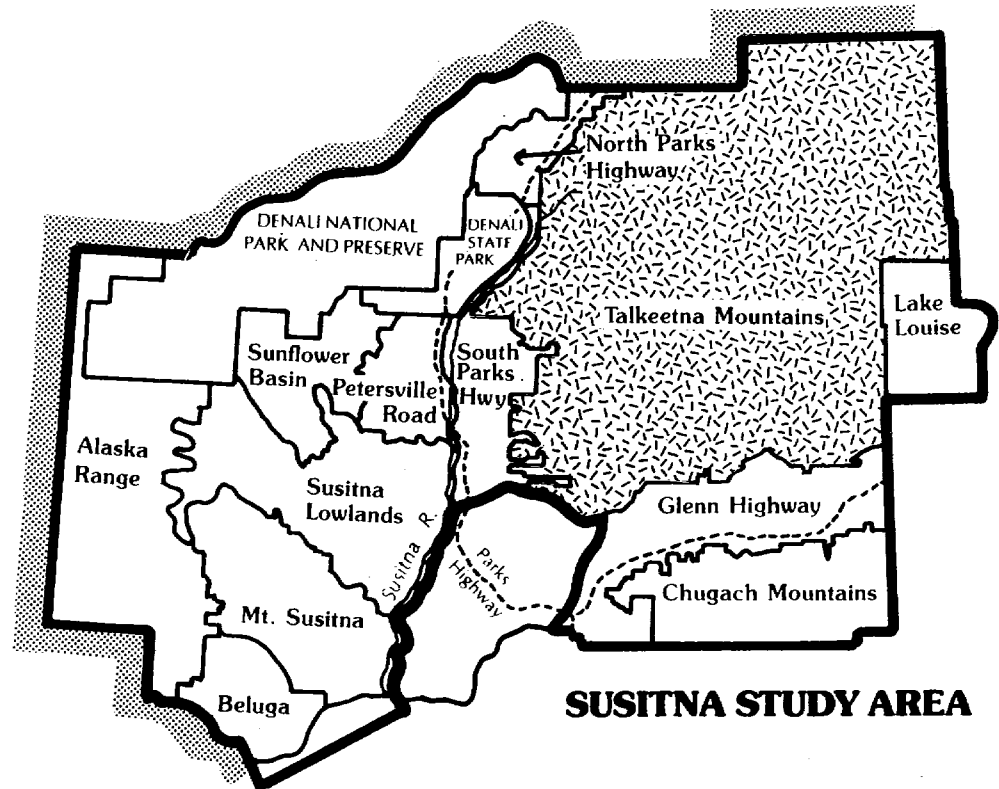 North Parks
Highway
DENALI NATIONAL
PARK AND PRESERVE
DENALI
STATE
PARK
Lake
Louise
Talkeetna Mountains
Sunflower
Basin
Petersville
Road
South
Parks
Hwy
Alaska
Range
Susitna
Lowlands
Glenn Highway
Susitna R.
Parks
Highway
Chugach Mountains
Mt. Susitna
Beluga
SUSITNA STUDY AREA